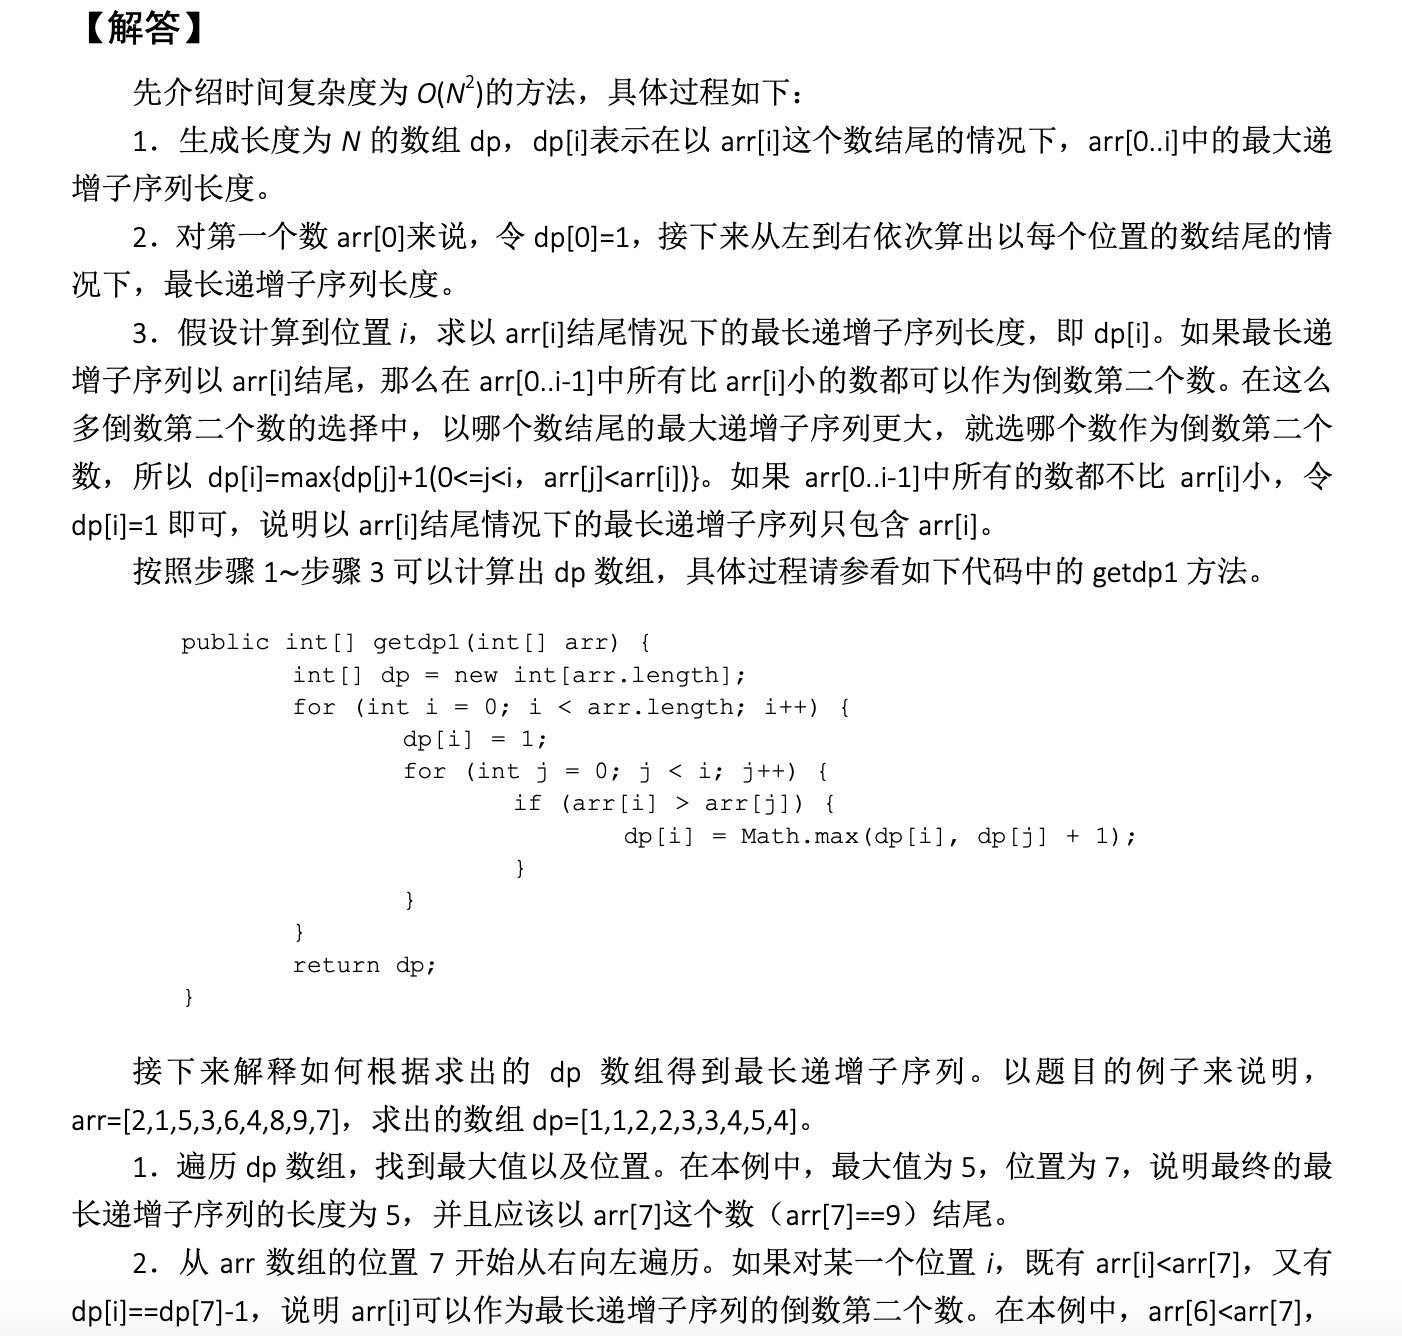 【解答】
先介绍时间复杂度为 O(N²)的方法，具体过程如下：
1．生成长度为 N 的数组 dp，dp[i]表示在以 arr[i]这个数结尾的情况下，arr[0..i]中的最大递
增子序列长度。
2．对第一个数 arr[0]来说，令 dp[0]=1，接下来从左到右依次算出以每个位置的数结尾的情
况下，最长递增子序列长度。
3．假设计算到位置 i，求以 arr[i]结尾情况下的最长递增子序列长度，即 dp[i]。如果最长递
增子序列以 arr[i]结尾，那么在 arr[0..i-1]中所有比 arr[i]小的数都可以作为倒数第二个数。在这么
多倒数第二个数的选择中，以哪个数结尾的最大递增子序列更大，就选哪个数作为倒数第二个
数，所以 dp[i]=max{dp[j]+1(0<=j<i，arr[j]<arr[i])}。如果 arr[0..i-1]中所有的数都不比 arr[i]小，令
dp[i]=1 即可，说明以 arr[i]结尾情况下的最长递增子序列只包含 arr[i]。
按照步骤 1~步骤 3 可以计算出 dp 数组，具体过程请参看如下代码中的 getdp1 方法。
public int[] getdp1(int[] arr) {
int[] dp = new int[arr.length];
for (int i = 0; i < arr.length; i++) {
dp[i] = 1;
for (int j = 0; j < i; j++) {
if (arr[i] > arr[j]) {
dp[i] = Math.max(dp[i], dp[j] + 1);
}
}
}
return dp;
}
接下来解释如何根据求出的 dp 数组得到最长递增子序列。以题目的例子来说明，
arr=[2,1,5,3,6,4,8,9,7]，求出的数组 dp=[1,1,2,2,3,3,4,5,4]。
1．遍历 dp 数组，找到最大值以及位置。在本例中，最大值为 5，位置为 7，说明最终的最
长递增子序列的长度为 5，并且应该以 arr[7]这个数（arr[7]==9）结尾。
2．从 arr 数组的位置 7 开始从右向左遍历。如果对某一个位置 i，既有 arr[i]<arr[7]，又有
dp[i]==dp[7]-1，说明 arr[i]可以作为最长递增子序列的倒数第二个数。在本例中，arr[6]<arr[7]，